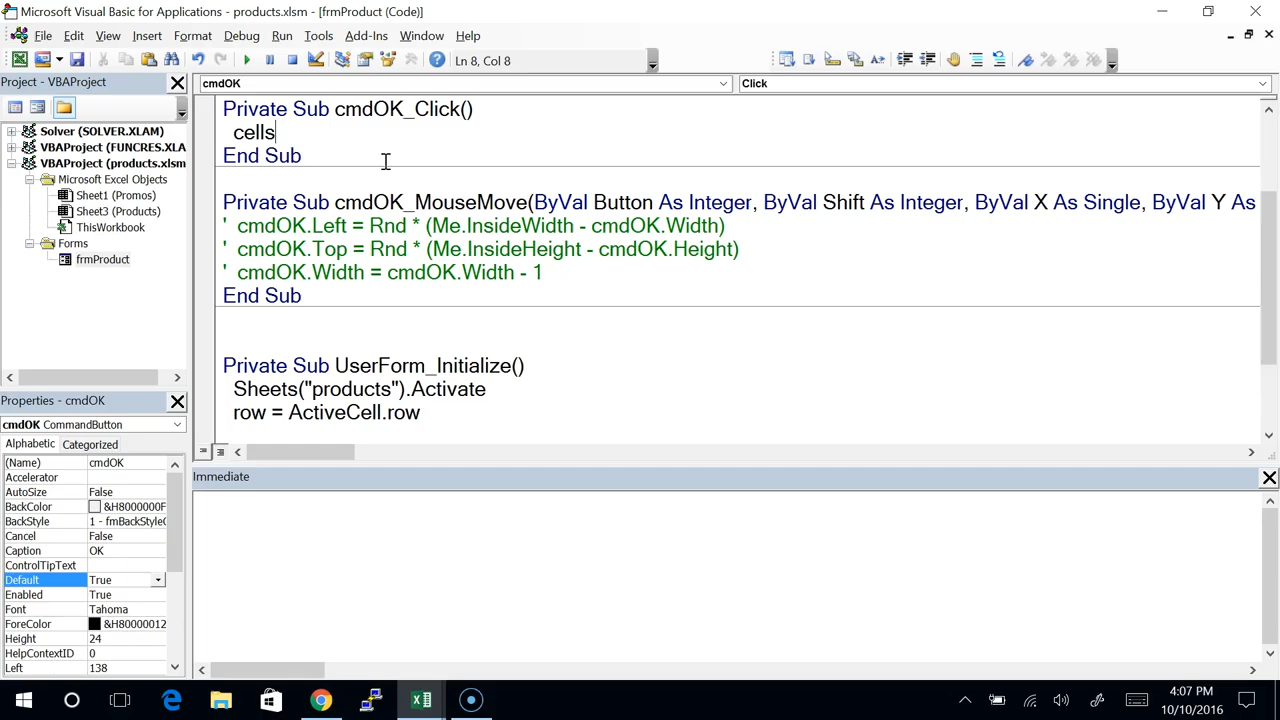 Microsoft Visual Basic for Applications - products.xlsm - [frmProduct (Code)]
File Edit View Insert Format Debug Run Tools Add-Ins Window Help
Ln 8, Col 8
Project - VBAProject
cmdOK
Click
Solver (SOLVER.XLAM)
VBAProject (FUNCRES.XLA
VBAProject (products.xlsm
Microsoft Excel Objects
Sheet1 (Promos)
Sheet3 (Products)
ThisWorkbook
Forms
frmProduct
Private Sub cmdOK_Click()
cells
End Sub
Private Sub cmdOK_MouseMove(ByVal Button As Integer, ByVal Shift As Integer, ByVal X As Single, ByVal Y As
' cmdOK.Left = Rnd * (Me.InsideWidth - cmdOK.Width)
' cmdOK.Top = Rnd * (Me.InsideHeight - cmdOK.Height)
' cmdOK.Width = cmdOK.Width - 1
End Sub
Private Sub UserForm_Initialize()
Sheets("products").Activate
row = ActiveCell.row
Properties - cmdOK
cmdOK CommandButton
Alphabetic Categorized
(Name) cmdOK
Accelerator
AutoSize False
BackColor &H8000000F
BackStyle 1 - fmBackStyleO
Cancel False
Caption OK
ControlTipText
Default True
Enabled True
Font Tahoma
ForeColor &H80000012
Height 24
HelpContextID 0
Left 138
Immediate
4:07 PM
10/10/2016